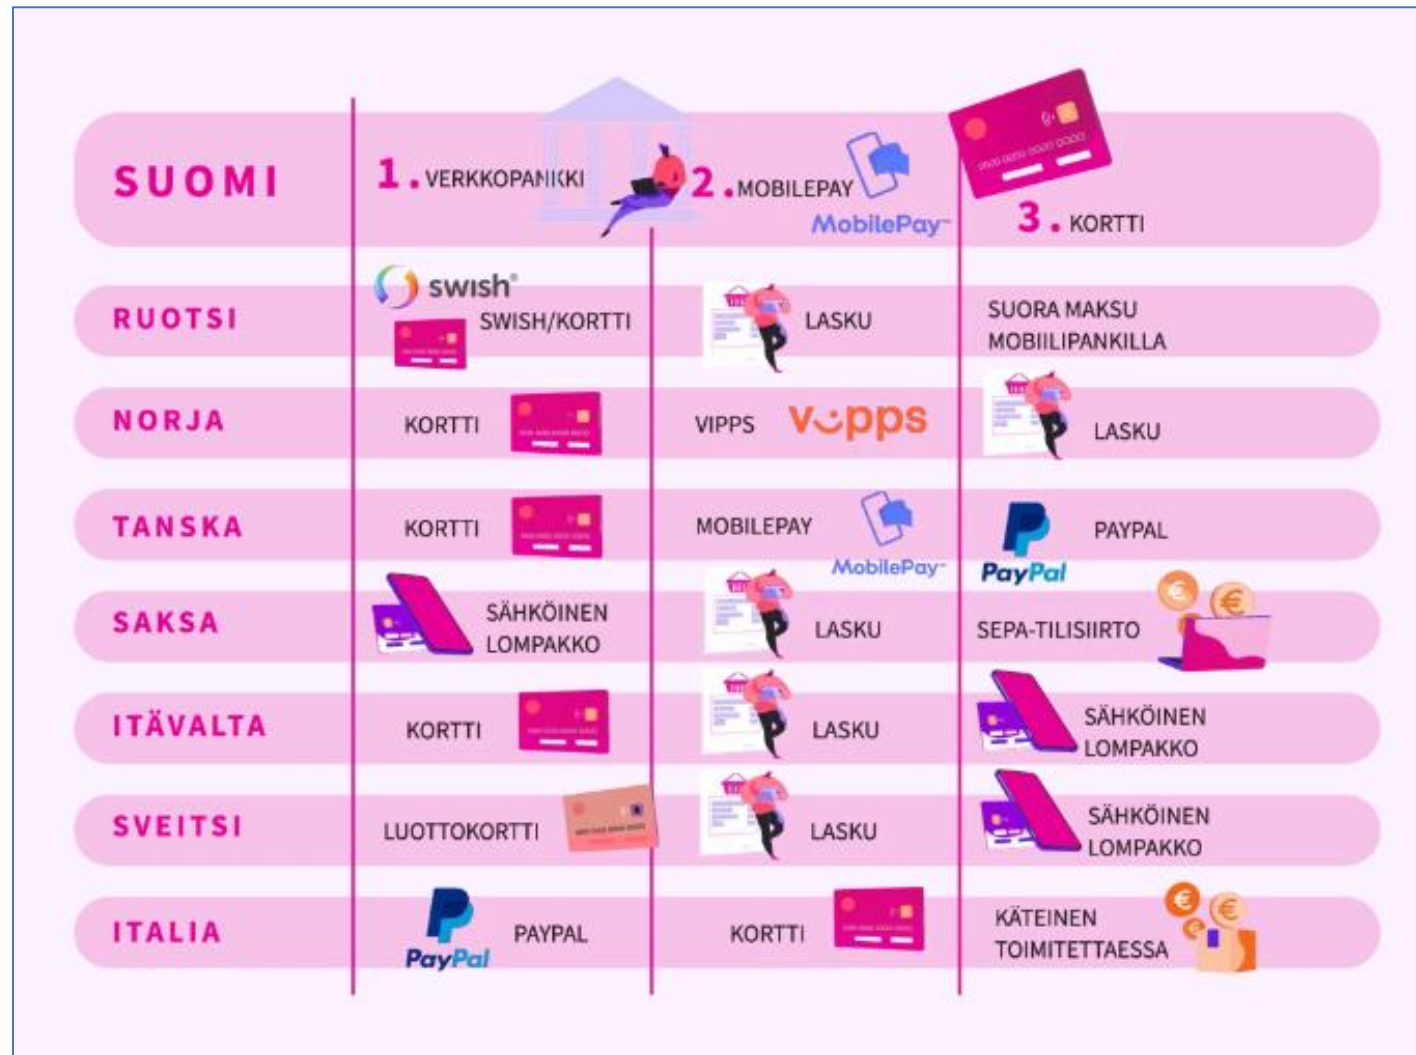 SUOMI
1. VERKKOPANKKI
2. MOBILEPAY
MobilePay
3. KORTTI
RUOTSI
swish®
SWISH/KORTTI
LASKU
SUORA MAKSU
MOBIILIPANKILLA
NORJA
KORTTI
VIPPS
vipps
LASKU
TANSKA
KORTTI
MOBILEPAY
MobilePay
PayPal
PAYPAL
SAKSA
SÄHKÖINEN
LOMPAKKO
LASKU
SEPA-TILISIIRTO
ITÄVALTA
KORTTI
LASKU
SÄHKÖINEN
LOMPAKKO
SVEITSI
LUOTTOKORTTI
LASKU
SÄHKÖINEN
LOMPAKKO
ITALIA
PayPal
PAYPAL
KORTTI
KÄTEINEN
TOIMITETTAESSA